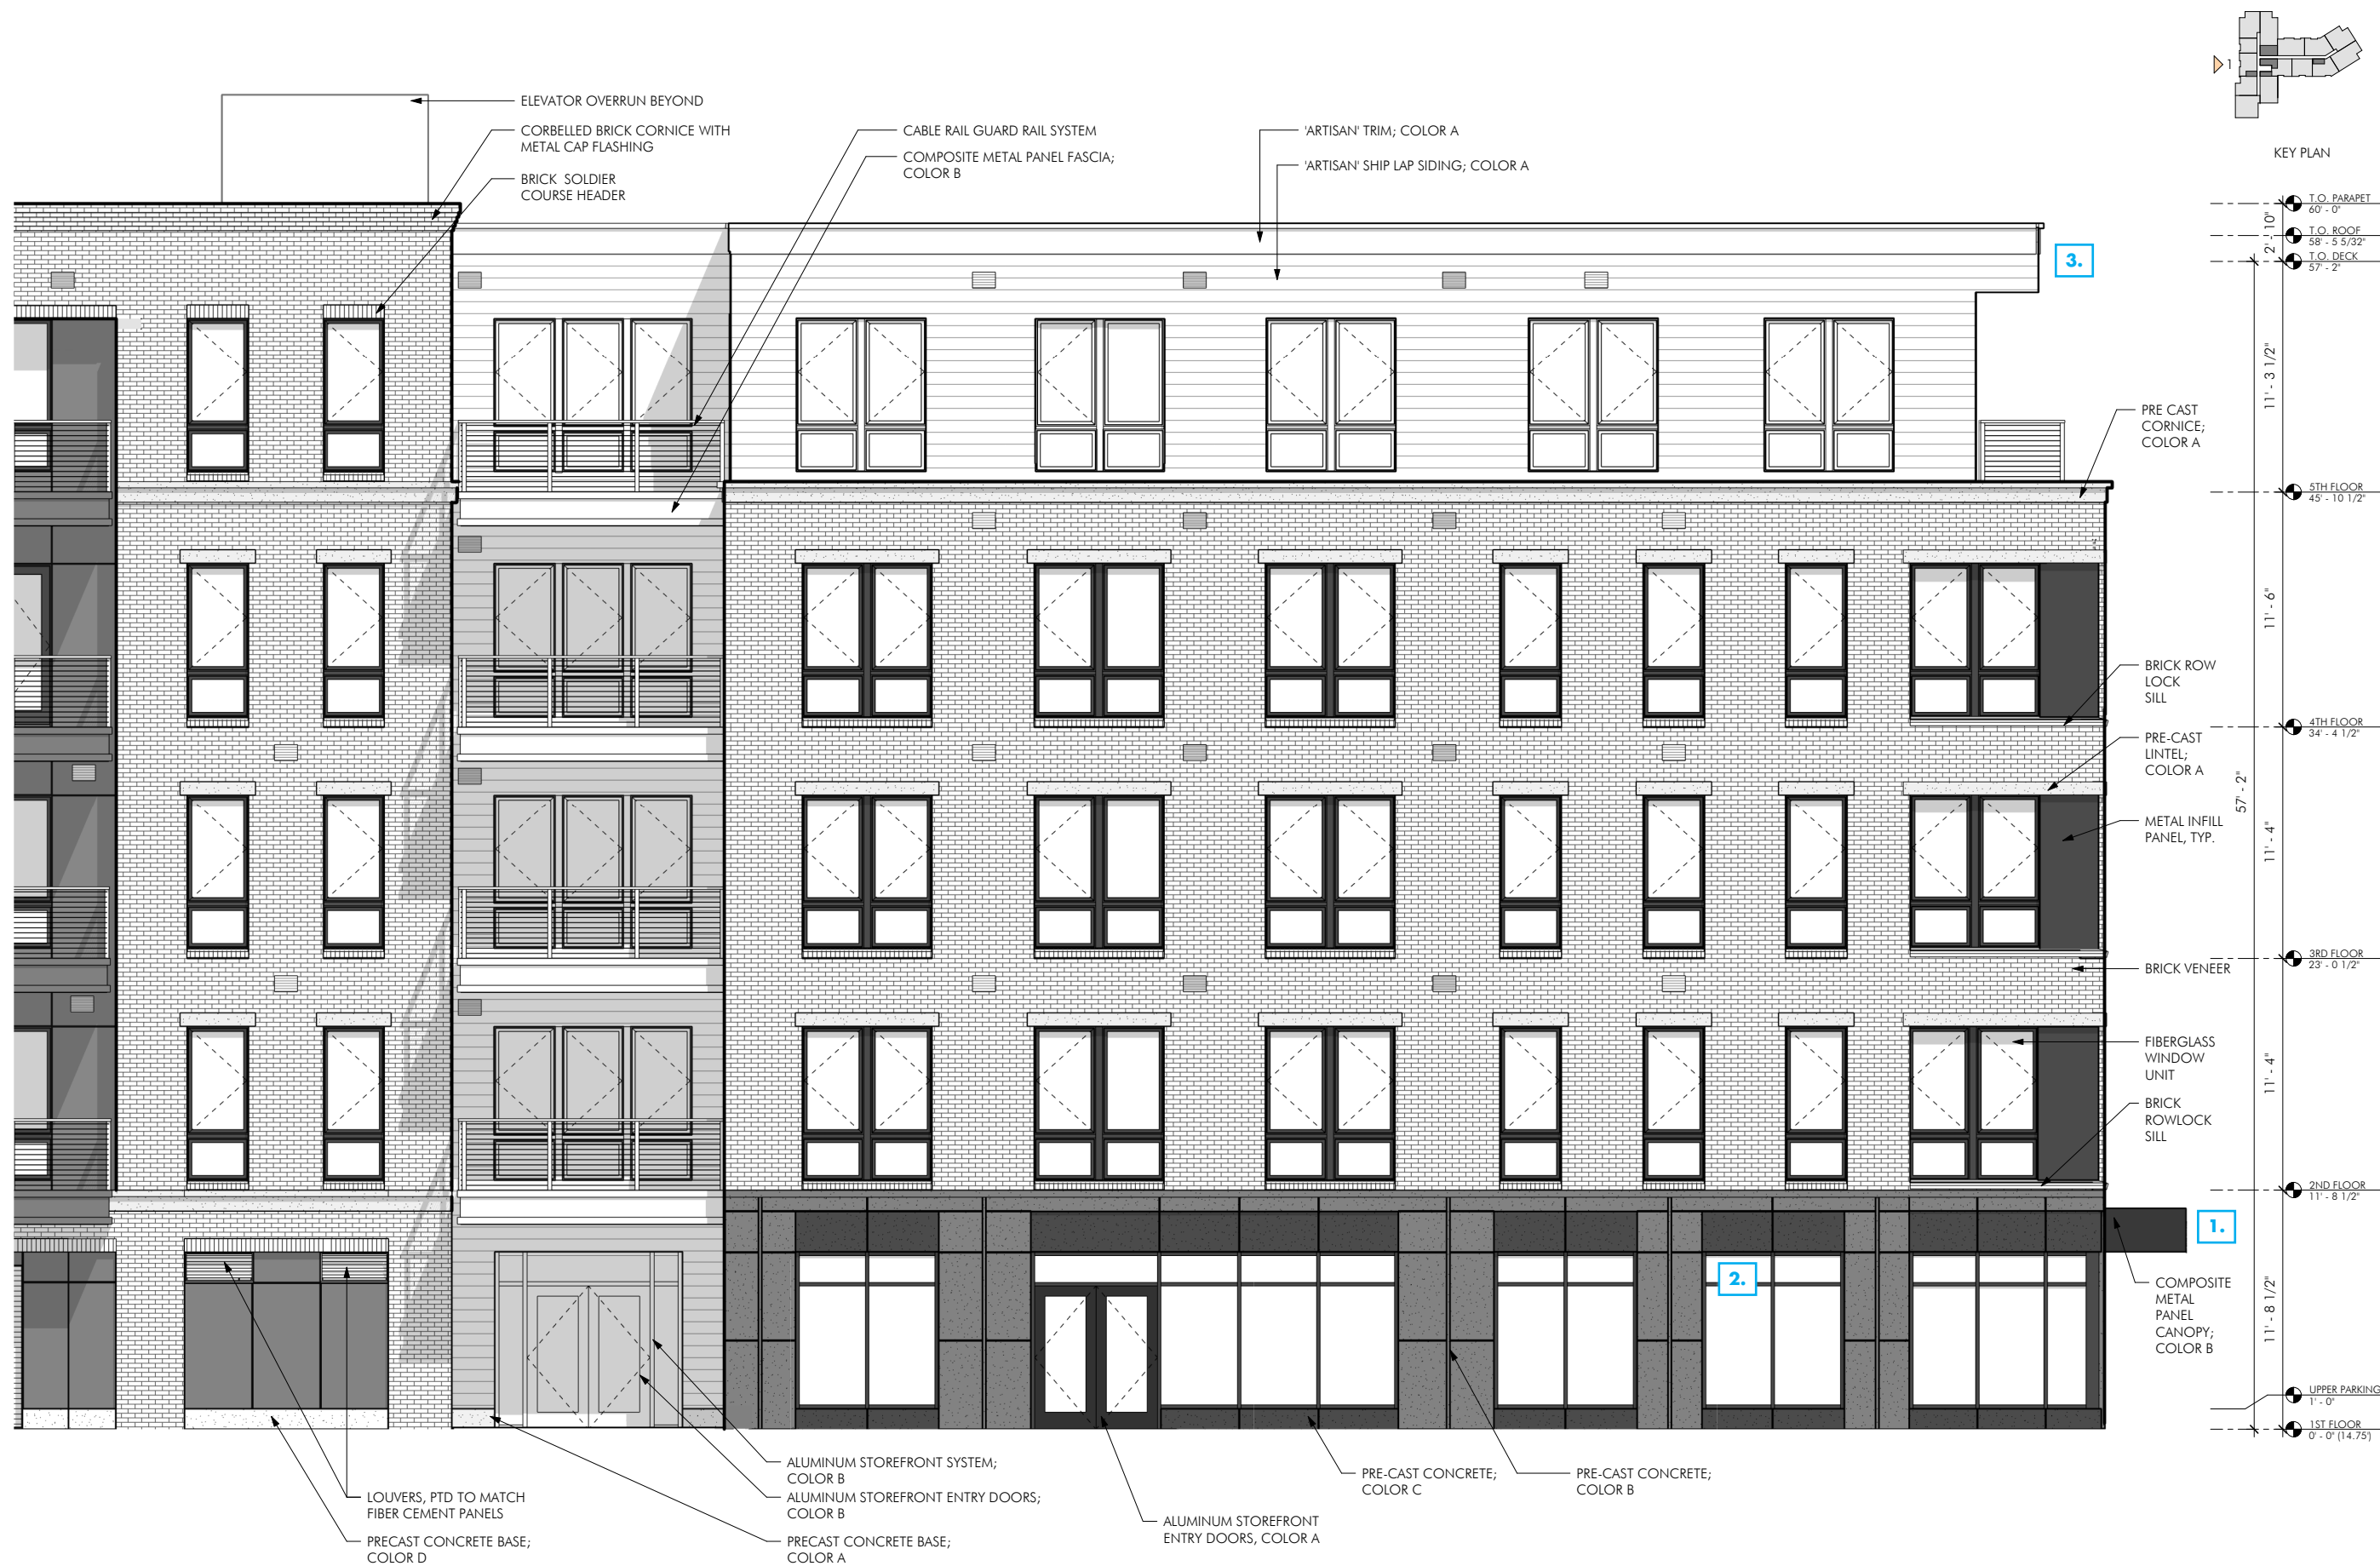 1
KEY PLAN
ELEVATOR OVERRUN BEYOND
CORBELLED BRICK CORNICE WITH
METAL CAP FLASHING
BRICK SOLDIER
COURSE HEADER
CABLE RAIL GUARD RAIL SYSTEM
COMPOSITE METAL PANEL FASCIA;
COLOR B
'ARTISAN' TRIM; COLOR A
'ARTISAN' SHIP LAP SIDING; COLOR A
3.
T.O. PARAPET
60' - 0"
T.O. ROOF
58' - 5 5/32"
T.O. DECK
57' - 2"
2' - 10"
11' - 3 1/2"
PRE CAST
CORNICE;
COLOR A
5TH FLOOR
45' - 10 1/2"
11' - 6"
BRICK ROW
LOCK
SILL
4TH FLOOR
34' - 4 1/2"
PRE-CAST
LINTEL;
COLOR A
57' - 2"
11' - 4"
METAL INFILL
PANEL, TYP.
3RD FLOOR
23' - 0 1/2"
BRICK VENEER
11' - 4"
FIBERGLASS
WINDOW
UNIT
BRICK
ROWLOCK
SILL
2ND FLOOR
11' - 8 1/2"
1.
2.
COMPOSITE
METAL
PANEL
CANOPY;
COLOR B
11' - 8 1/2"
UPPER PARKING
1' - 0"
1ST FLOOR
0' - 0" (14.75')
LOUVERS, PTD TO MATCH
FIBER CEMENT PANELS
PRECAST CONCRETE BASE;
COLOR D
ALUMINUM STOREFRONT SYSTEM;
COLOR B
ALUMINUM STOREFRONT ENTRY DOORS;
COLOR B
PRECAST CONCRETE BASE;
COLOR A
ALUMINUM STOREFRONT
ENTRY DOORS, COLOR A
PRE-CAST CONCRETE;
COLOR C
PRE-CAST CONCRETE;
COLOR B